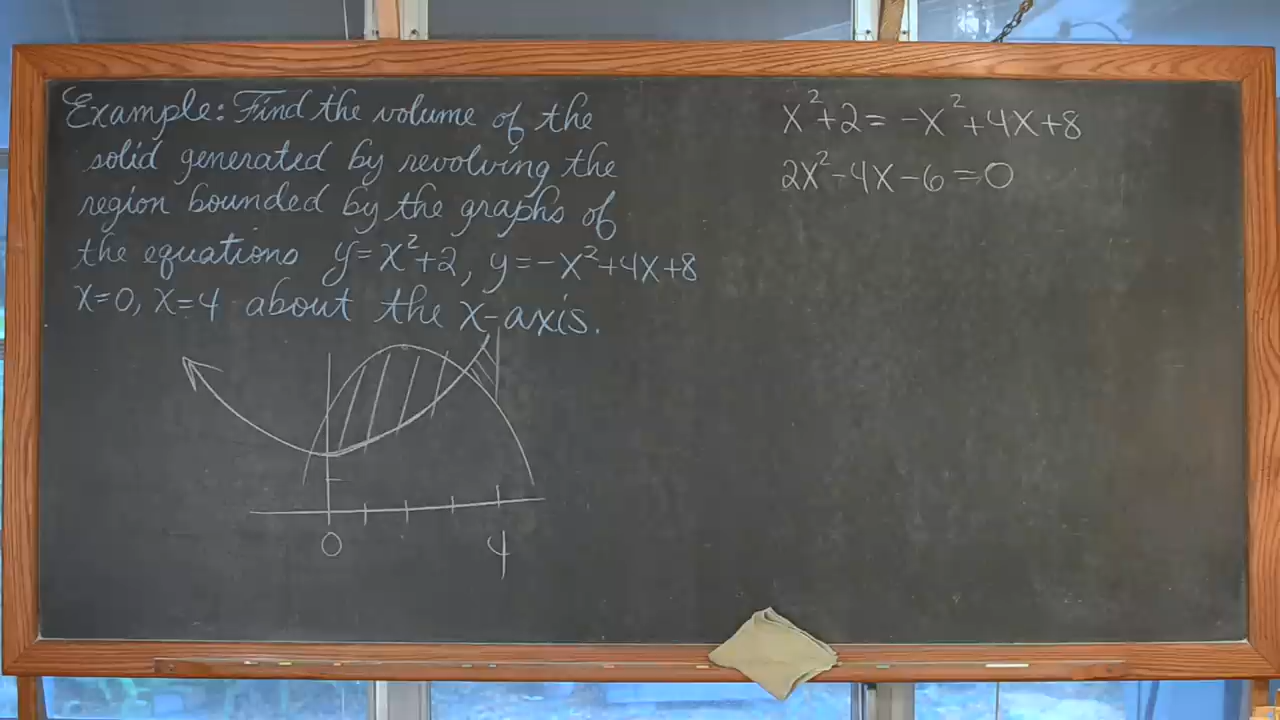 Example: Find the volume of the
solid generated by revolving the
region bounded by the graphs of
the equations y=x²+2, y=-x²+4x+8
x=0, x=4 about the x-axis.
0 4
x²+2=-x²+4x+8
2x²-4x-6=0